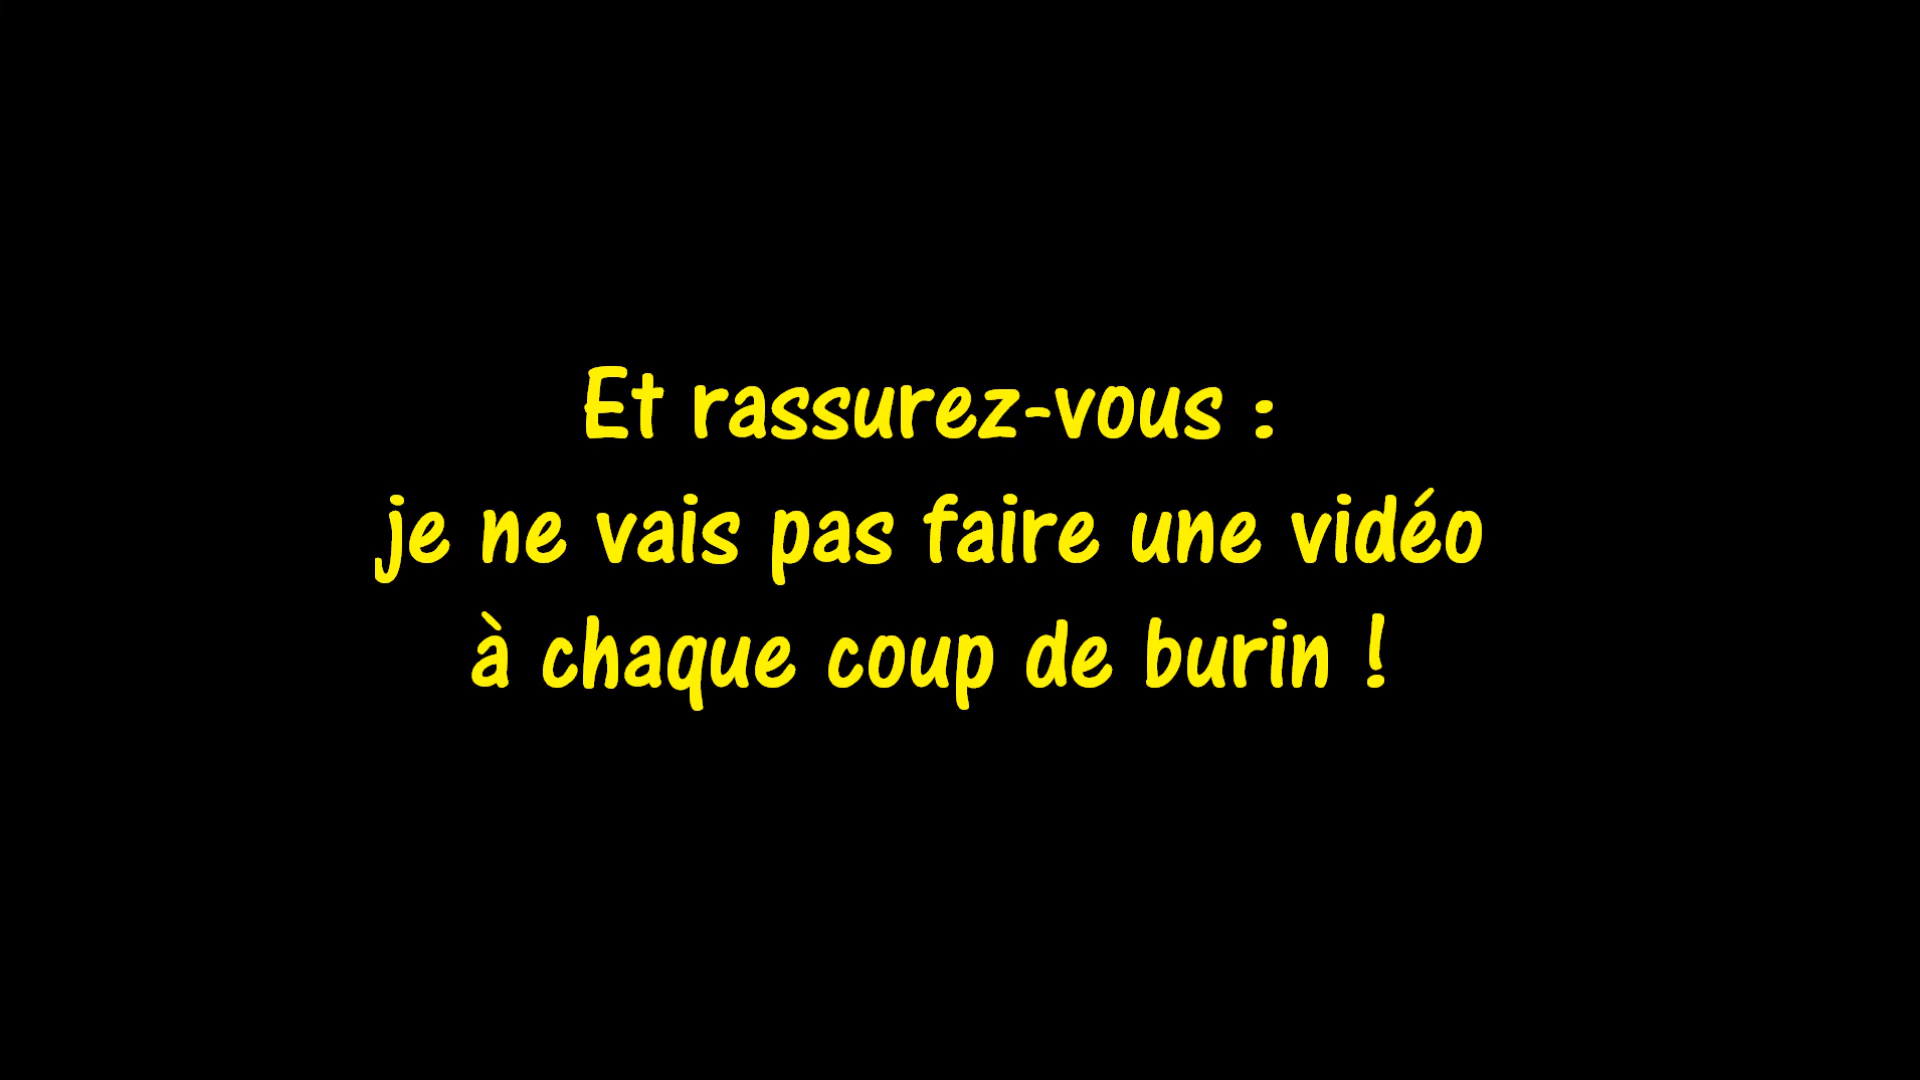 Et rassurez-vous :
je ne vais pas faire une vidéo
à chaque coup de burin !